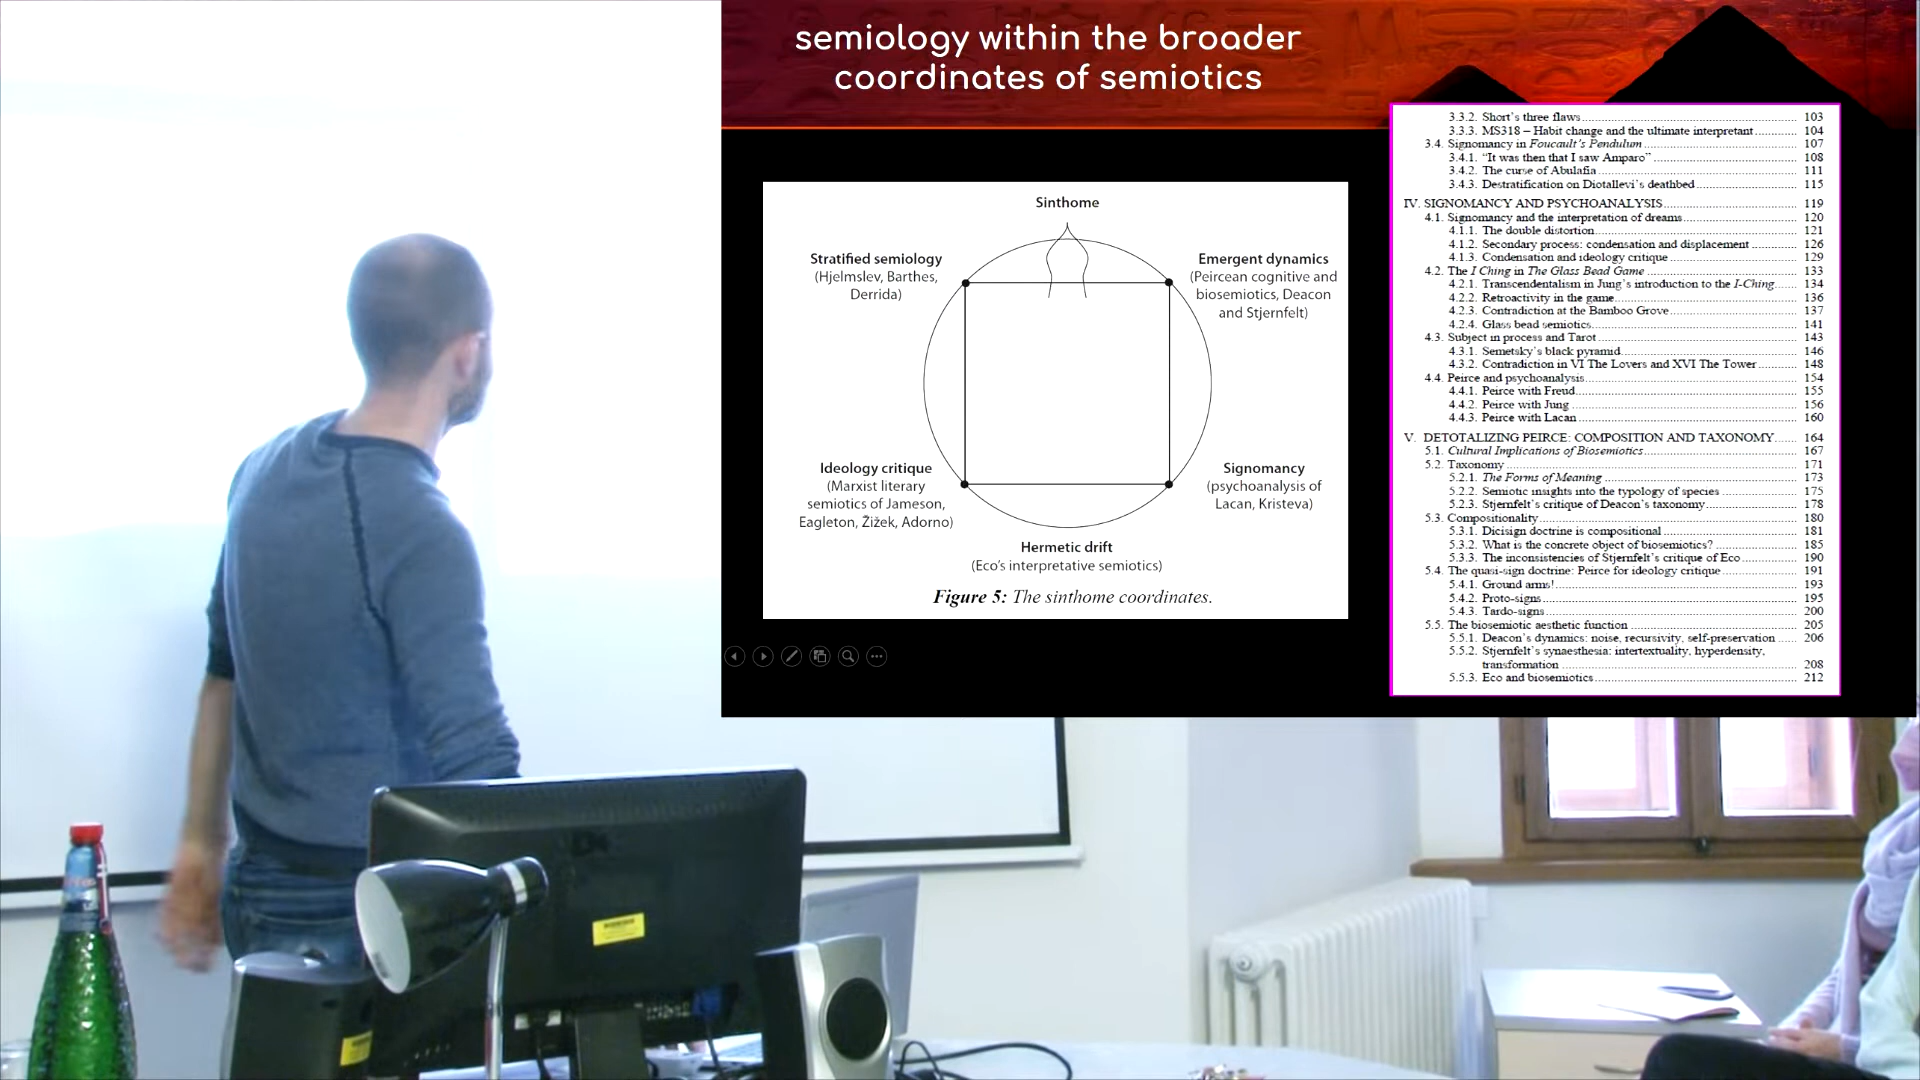 semiology within the broader
coordinates of semiotics
Sinthome
Stratified semiology
(Hjelmslev, Barthes,
Derrida)
Emergent dynamics
(Peircean cognitive and
biosemiotics, Deacon
and Stjernfelt)
Ideology critique
(Marxist literary
semiotics of Jameson,
Eagleton, Žižek, Adorno)
Signomancy
(psychoanalysis of
Lacan, Kristeva)
Hermetic drift
(Eco's interpretative semiotics)
Figure 5: The sinthome coordinates.
3.3.2. Short's three flaws 103
3.3.3. MS318 – Habit change and the ultimate interpretant 104
3.4. Signomancy in Foucault's Pendulum 107
3.4.1. "It was then that I saw Amparo" 108
3.4.2. The curse of Abulafia 111
3.4.3. Destratification on Diotallevi's deathbed 115
IV. SIGNOMANCY AND PSYCHOANALYSIS 119
4.1. Signomancy and the interpretation of dreams 120
4.1.1. The double distortion 121
4.1.2. Secondary process: condensation and displacement 126
4.1.3. Condensation and ideology critique 129
4.2. The I Ching in The Glass Bead Game 133
4.2.1. Transcendentalism in Jung's introduction to the I-Ching 134
4.2.2. Retroactivity in the game 136
4.2.3. Contradiction at the Bamboo Grove 137
4.2.4. Glass bead semiotics 141
4.3. Subject in process and Tarot 143
4.3.1. Semetsky's black pyramid 146
4.3.2. Contradiction in VI The Lovers and XVI The Tower 148
4.4. Peirce and psychoanalysis 154
4.4.1. Peirce with Freud 155
4.4.2. Peirce with Jung 156
4.4.3. Peirce with Lacan 160
V. DETOTALIZING PEIRCE: COMPOSITION AND TAXONOMY 164
5.1. Cultural Implications of Biosemiotics 167
5.2. Taxonomy 171
5.2.1. The Forms of Meaning 173
5.2.2. Semiotic insights into the typology of species 175
5.2.3. Stjernfelt's critique of Deacon's taxonomy 178
5.3. Compositionality 180
5.3.1. Dicisign doctrine is compositional 181
5.3.2. What is the concrete object of biosemiotics? 185
5.3.3. The inconsistencies of Stjernfelt's critique of Eco 190
5.4. The quasi-sign doctrine: Peirce for ideology critique 191
5.4.1. Ground arms! 193
5.4.2. Proto-signs 195
5.4.3. Tardo-signs 200
5.5. The biosemiotic aesthetic function 205
5.5.1. Deacon's dynamics: noise, recursivity, self-preservation 206
5.5.2. Stjernfelt's synaesthesia: intertextuality, hyperdensity,
transformation 208
5.5.3. Eco and biosemiotics 212